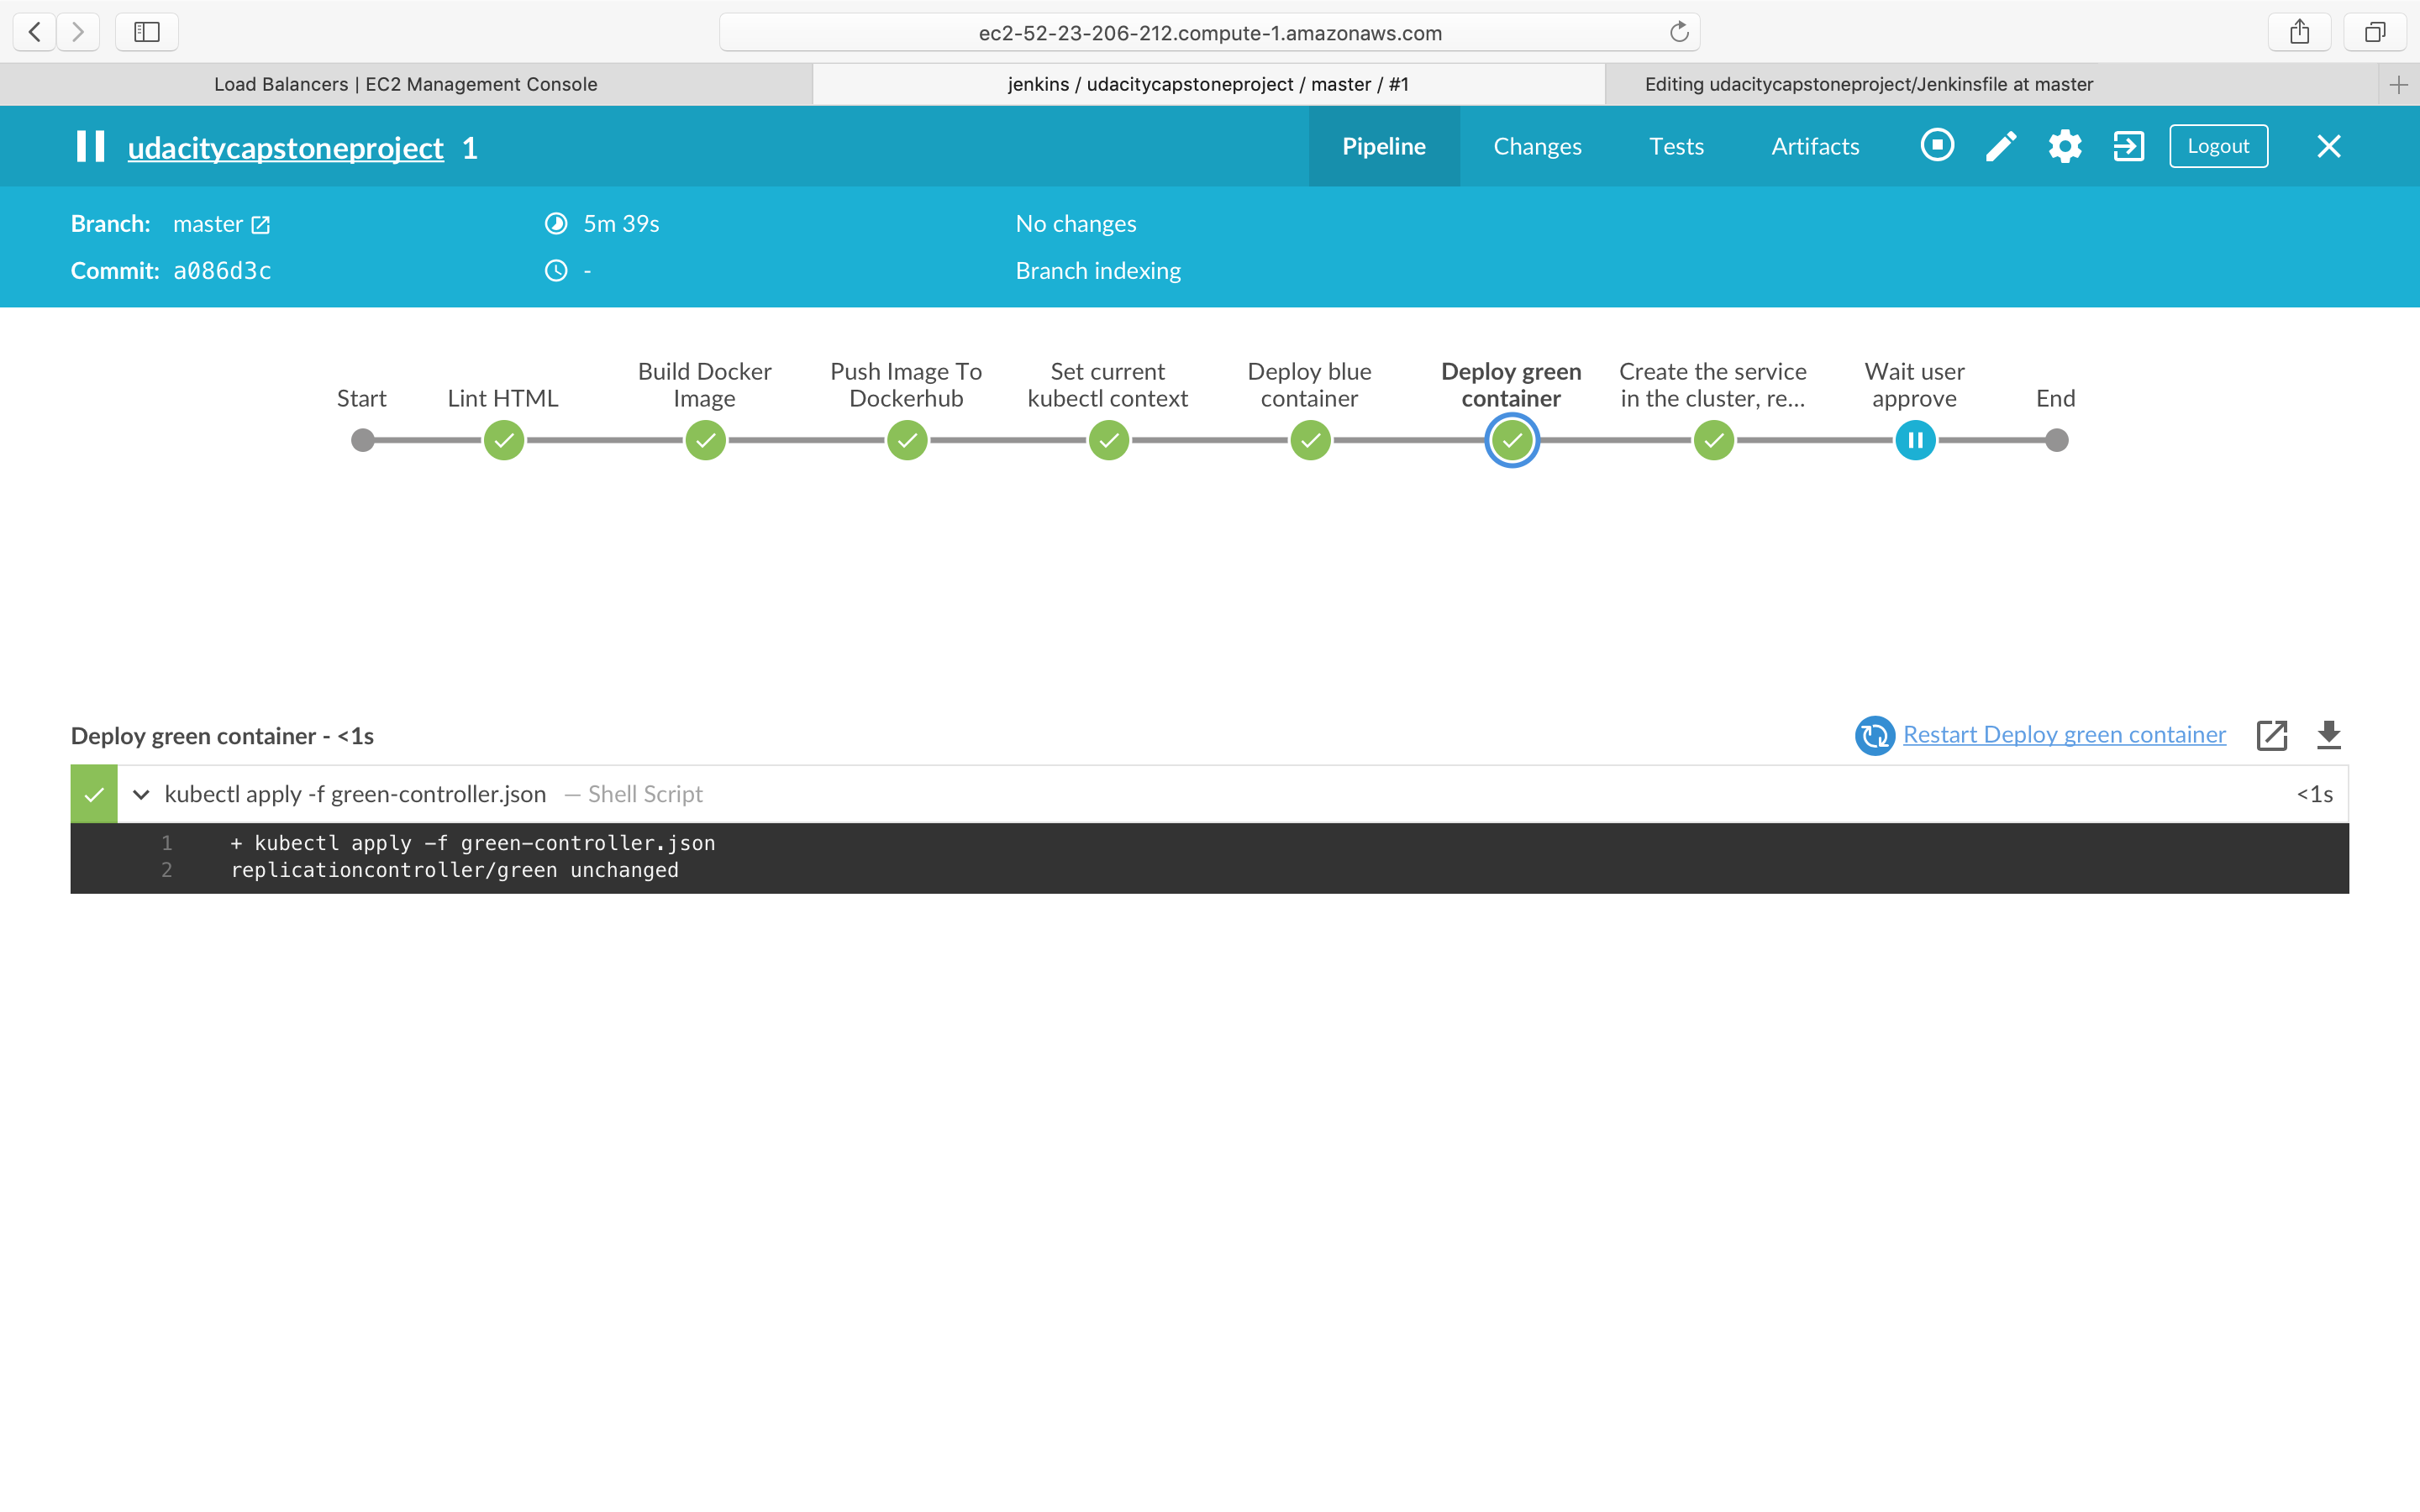 ec2-52-23-206-212.compute-1.amazonaws.com
Load Balancers | EC2 Management Console
jenkins / udacitycapstoneproject / master / #1
Editing udacitycapstoneproject/Jenkinsfile at master
udacitycapstoneproject 1
Pipeline
Changes
Tests
Artifacts
Logout
Branch: master
5m 39s
No changes
Commit: a086d3c
-
Branch indexing
Start
Lint HTML
Build Docker
Image
Push Image To
Dockerhub
Set current
kubectl context
Deploy blue
container
Deploy green
container
Create the service
in the cluster, re...
Wait user
approve
End
Deploy green container - <1s
Restart Deploy green container
kubectl apply -f green-controller.json — Shell Script
<1s
1 + kubectl apply -f green-controller.json
2 replicationcontroller/green unchanged